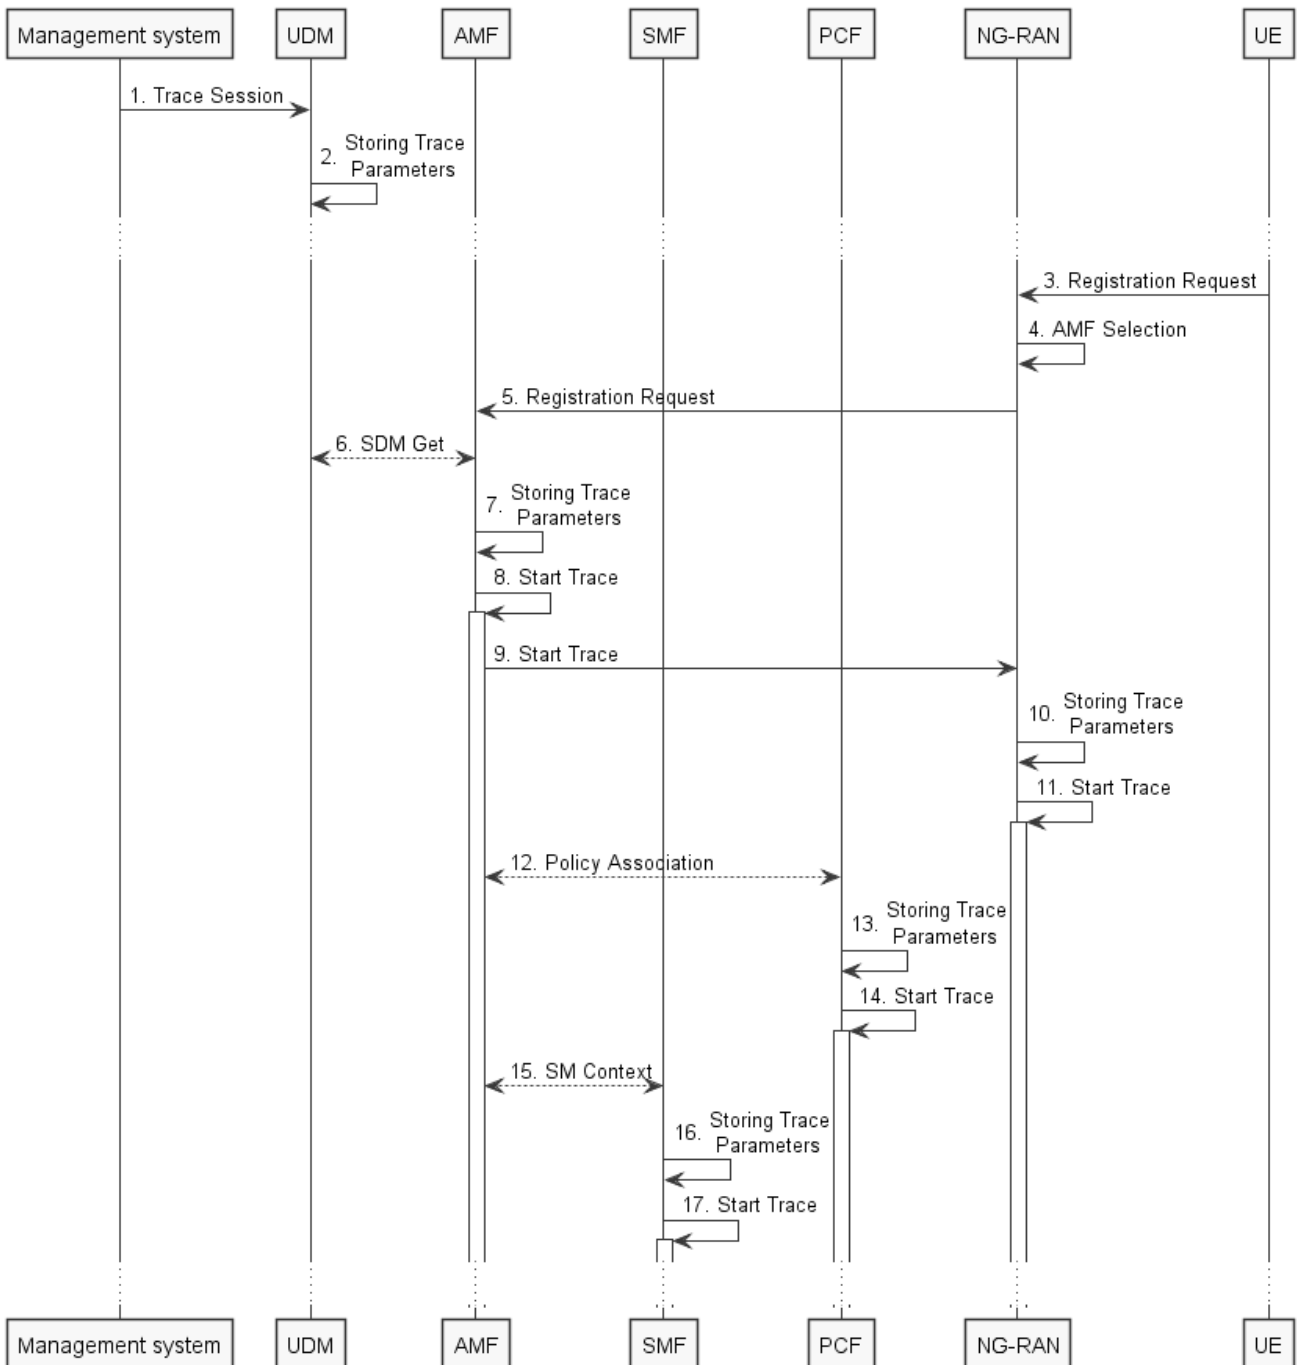 Management system
UDM
AMF
SMF
PCF
NG-RAN
UE
1. Trace Session
2. Storing Trace
Parameters
3. Registration Request
4. AMF Selection
5. Registration Request
6. SDM Get
7. Storing Trace
Parameters
8. Start Trace
9. Start Trace
10. Storing Trace
Parameters
11. Start Trace
12. Policy Association
13. Storing Trace
Parameters
14. Start Trace
15. SM Context
16. Storing Trace
Parameters
17. Start Trace
Management system
UDM
AMF
SMF
PCF
NG-RAN
UE